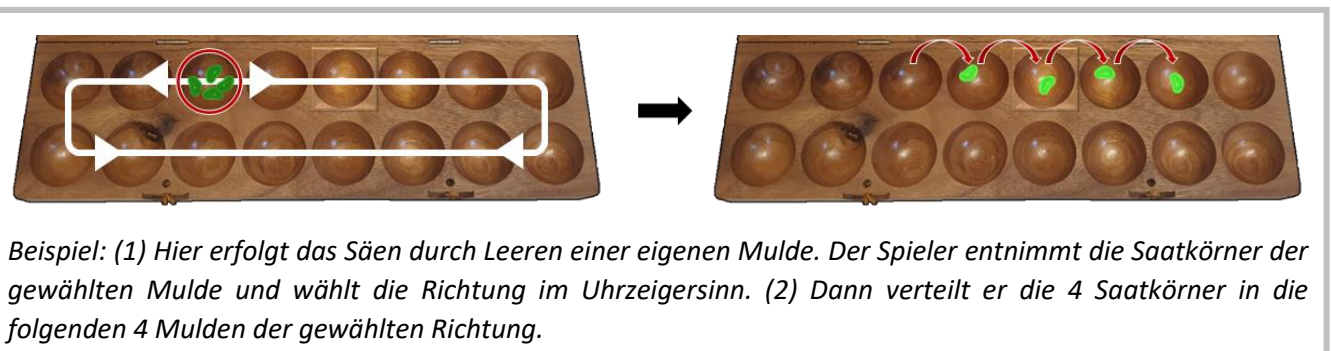 Beispiel: (1) Hier erfolgt das Säen durch Leeren einer eigenen Mulde. Der Spieler entnimmt die Saatkörner der
gewählten Mulde und wählt die Richtung im Uhrzeigersinn. (2) Dann verteilt er die 4 Saatkörner in die
folgenden 4 Mulden der gewählten Richtung.